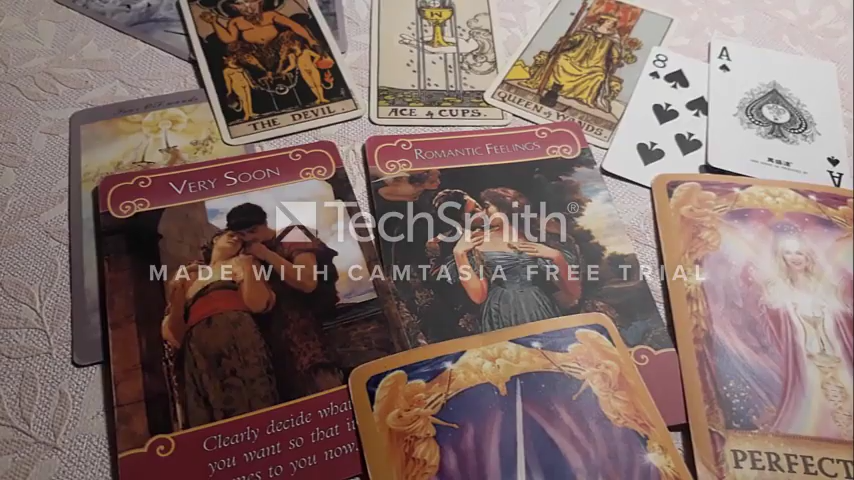 THE DEVIL.
ACE of CUPS.
QUEEN of WANDS.
8
A
A
VERY SOON
ROMANTIC FEELINGS
TechSmith®
MADE WITH CAMTASIA FREE TRIAL
Clearly decide what
you want so that it
comes to you now.
PERFECT